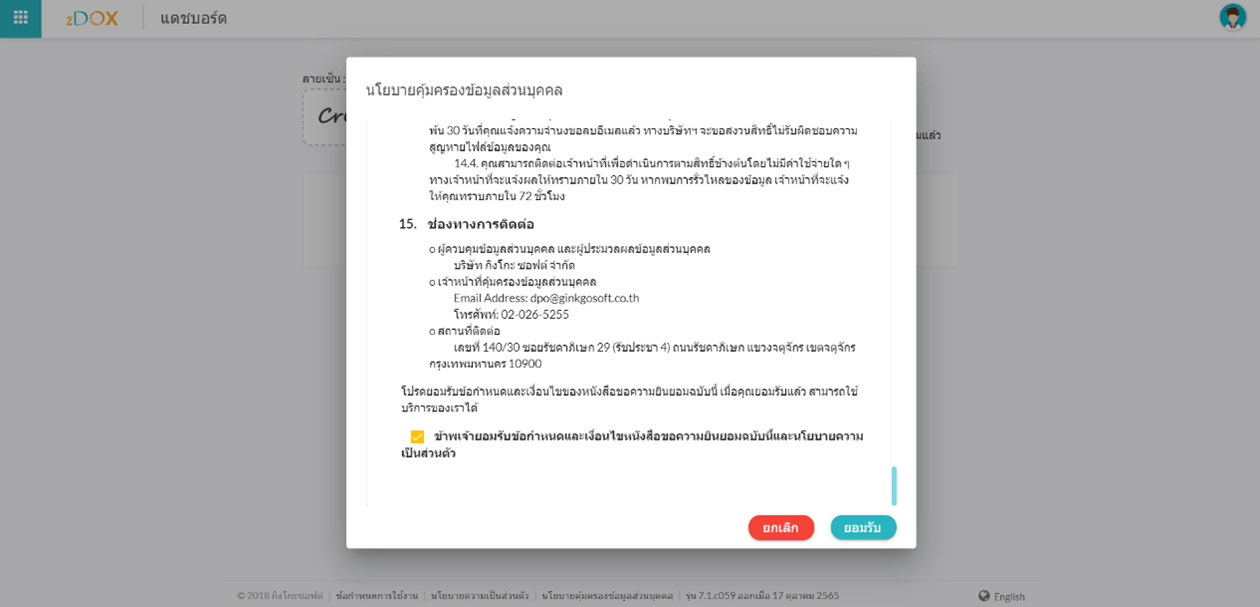 zDOX
แดชบอร์ด
ลายเซ็น :
มแล้ว
นโยบายคุ้มครองข้อมูลส่วนบุคคล
พ้น 30 วันที่คุณแจ้งความจำนงขอลบอีเมลแล้ว ทางบริษัทฯ จะขอสงวนสิทธิ์ไม่รับผิดชอบความ
สูญหายไฟล์ข้อมูลของคุณ
14.4. คุณสามารถติดต่อเจ้าหน้าที่เพื่อดำเนินการตามสิทธิ์ข้างต้นโดยไม่มีค่าใช้จ่ายใด ๆ
ทางเจ้าหน้าที่จะแจ้งผลให้ทราบภายใน 30 วัน หากพบการรั่วไหลของข้อมูล เจ้าหน้าที่จะแจ้ง
ให้คุณทราบภายใน 72 ชั่วโมง
15. ช่องทางการติดต่อ
o ผู้ควบคุมข้อมูลส่วนบุคคล และผู้ประมวลผลข้อมูลส่วนบุคคล
บริษัท กิงโกะ ซอฟต์ จำกัด
o เจ้าหน้าที่คุ้มครองข้อมูลส่วนบุคคล
Email Address: dpo@ginkgosoft.co.th
โทรศัพท์: 02-026-5255
o สถานที่ติดต่อ
เลขที่ 140/30 ซอยรัชดาภิเษก 29 (รัชประชา 4) ถนนรัชดาภิเษก แขวงจตุจักร เขตจตุจักร
กรุงเทพมหานคร 10900
โปรดยอมรับข้อกำหนดและเงื่อนไขของหนังสือขอความยินยอมฉบับนี้ เมื่อคุณยอมรับแล้ว สามารถใช้
บริการของเราได้
ข้าพเจ้ายอมรับข้อกำหนดและเงื่อนไขหนังสือขอความยินยอมฉบับนี้และนโยบายความ
เป็นส่วนตัว
ยกเลิก ยอมรับ
© 2018 กิงโกะซอฟต์ | ข้อกำหนดการใช้งาน | นโยบายความเป็นส่วนตัว | นโยบายคุ้มครองข้อมูลส่วนบุคคล | รุ่น 7.1.c059 ออกเมื่อ 17 ตุลาคม 2565
English